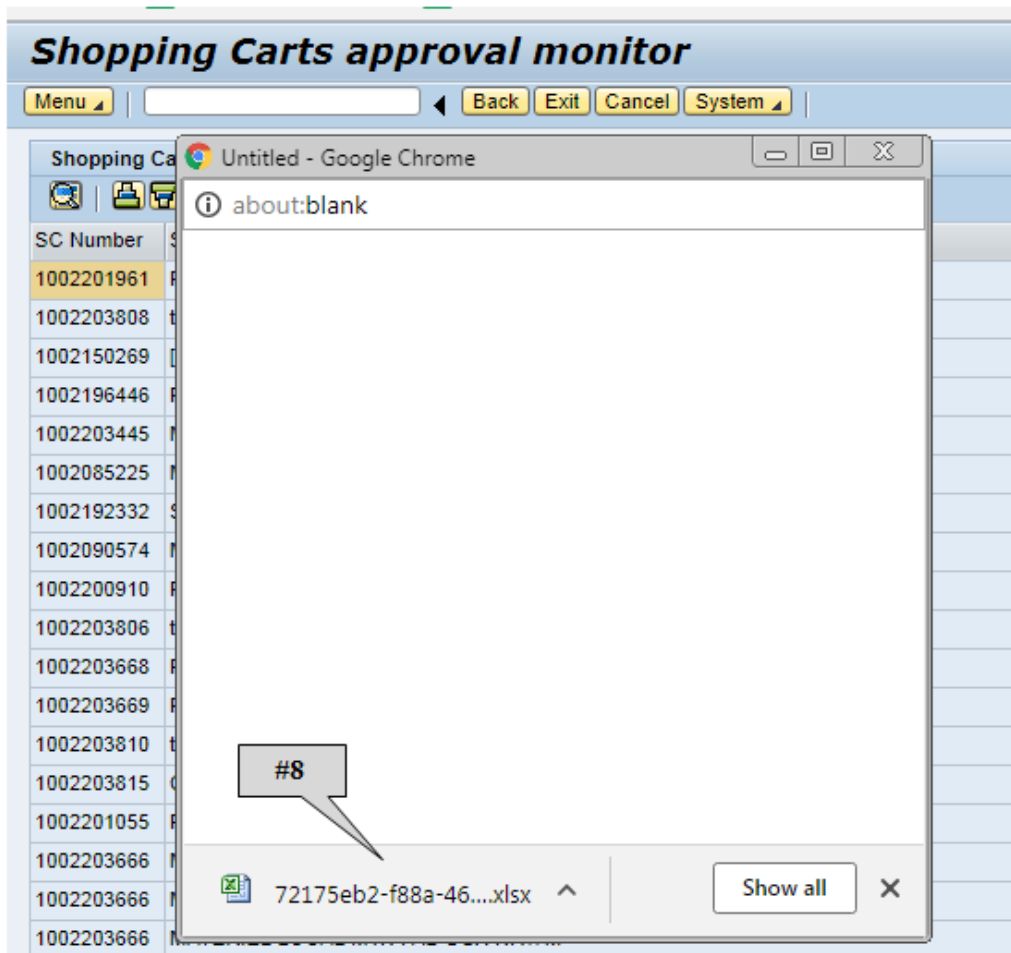 Shopping Carts approval monitor
Menu Back Exit Cancel System
Shopping Ca
Untitled - Google Chrome
about:blank
SC Number
1002201961
1002203808
1002150269
1002196446
1002203445
1002085225
1002192332
1002090574
1002200910
1002203806
1002203668
1002203669
1002203810
1002203815
1002201055
1002203666
1002203666
1002203666
#8
72175eb2-f88a-46....xlsx
Show all